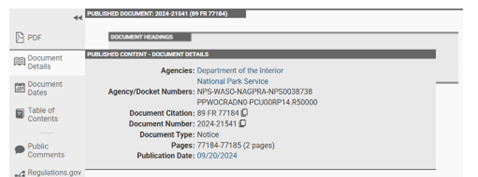 PUBLISHED DOCUMENT: 2024-21541 (89 FR 77184)
PDF
DOCUMENT HEADINGS
Document
Details
PUBLISHED CONTENT - DOCUMENT DETAILS
Agencies: Department of the Interior
National Park Service
Document
Dates
Agency/Docket Numbers: NPS-WASO-NAGPRA-NPS0038738
PPWOCRADN0-PCU00RP14.R50000
Table of
Contents
Document Citation: 89 FR 77184
Document Number: 2024-21541
Document Type: Notice
Public
Comments
Pages: 77184-77185 (2 pages)
Publication Date: 09/20/2024
Regulations.gov